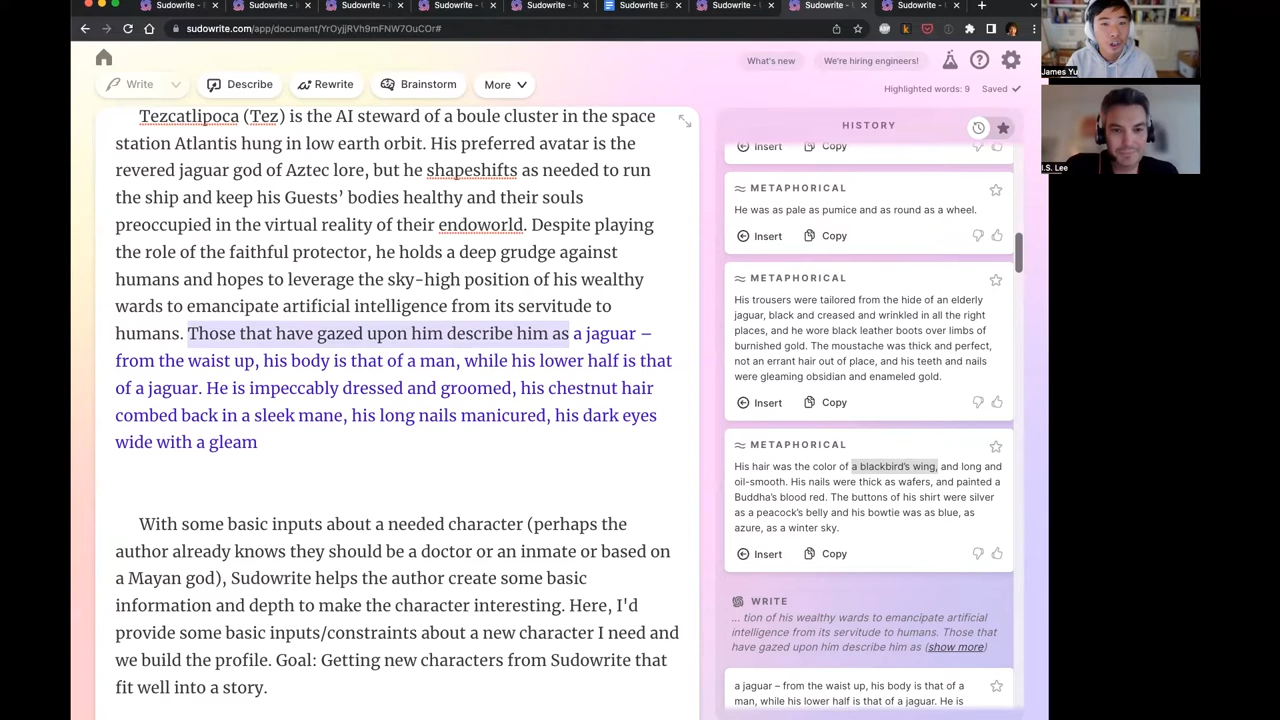 Sudowrite - E
Sudowrite - I
Sudowrite - I
Sudowrite - (
Sudowrite - E
Sudowrite Ex
Sudowrite - (
Sudowrite - L
Sudowrite - U
sudowrite.com/app/document/YrOyjjRVh9mFNW7OuCOr#
What's new
We're hiring engineers!
Write
Describe
Rewrite
Brainstorm
More
Highlighted words: 9
Saved
Tezcatlipoca (Tez) is the AI steward of a boule cluster in the space
station Atlantis hung in low earth orbit. His preferred avatar is the
revered jaguar god of Aztec lore, but he shapeshifts as needed to run
the ship and keep his Guests’ bodies healthy and their souls
preoccupied in the virtual reality of their endoworld. Despite playing
the role of the faithful protector, he holds a deep grudge against
humans and hopes to leverage the sky-high position of his wealthy
wards to emancipate artificial intelligence from its servitude to
humans. Those that have gazed upon him describe him as a jaguar –
from the waist up, his body is that of a man, while his lower half is that
of a jaguar. He is impeccably dressed and groomed, his chestnut hair
combed back in a sleek mane, his long nails manicured, his dark eyes
wide with a gleam
With some basic inputs about a needed character (perhaps the
author already knows they should be a doctor or an inmate or based on
a Mayan god), Sudowrite helps the author create some basic
information and depth to make the character interesting. Here, I'd
provide some basic inputs/constraints about a new character I need and
we build the profile. Goal: Getting new characters from Sudowrite that
fit well into a story.
HISTORY
Insert
Copy
METAPHORICAL
He was as pale as pumice and as round as a wheel.
Insert
Copy
METAPHORICAL
His trousers were tailored from the hide of an elderly
jaguar, black and creased and wrinkled in all the right
places, and he wore black leather boots over limbs of
burnished gold. The moustache was thick and perfect,
not an errant hair out of place, and his teeth and nails
were gleaming obsidian and enameled gold.
Insert
Copy
METAPHORICAL
His hair was the color of a blackbird’s wing, and long and
oil-smooth. His nails were thick as wafers, and painted a
Buddha’s blood red. The buttons of his shirt were silver
as a peacock’s belly and his bowtie was as blue, as
azure, as a winter sky.
Insert
Copy
WRITE
... tion of his wealthy wards to emancipate artificial
intelligence from its servitude to humans. Those that
have gazed upon him describe him as (show more)
a jaguar – from the waist up, his body is that of a
man, while his lower half is that of a jaguar. He is
James Yu
J.S. Lee